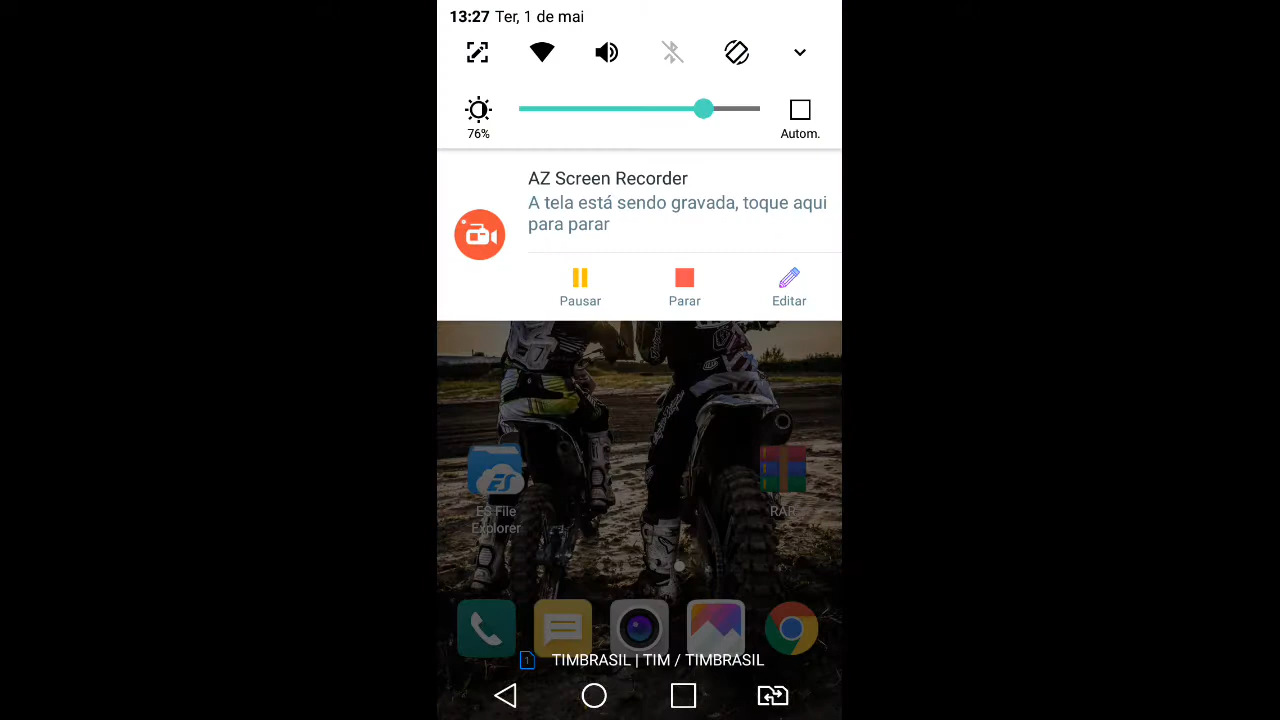 13:27 Ter, 1 de mai
76%
Autom.
AZ Screen Recorder
A tela está sendo gravada, toque aqui
para parar
Pausar Parar Editar
ES File
Explorer
RAR
1 TIMBRASIL | TIM / TIMBRASIL